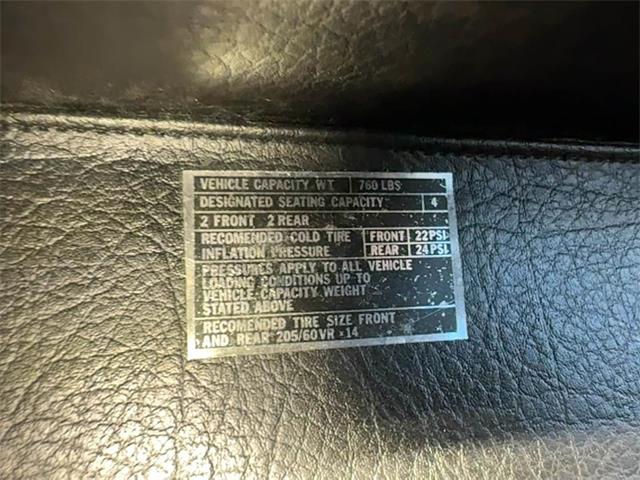 VEHICLE CAPACITY WT 760 LBS
DESIGNATED SEATING CAPACITY 4
2 FRONT 2 REAR
RECOMENDED COLD TIRE FRONT 22PSI
INFLATION PRESSURE REAR 24PSI
PRESSURES APPLY TO ALL VEHICLE
LOADING CONDITIONS UP TO
VEHICLE CAPACITY WEIGHT
STATED ABOVE
RECOMENDED TIRE SIZE FRONT
AND REAR 205/60VR ×14